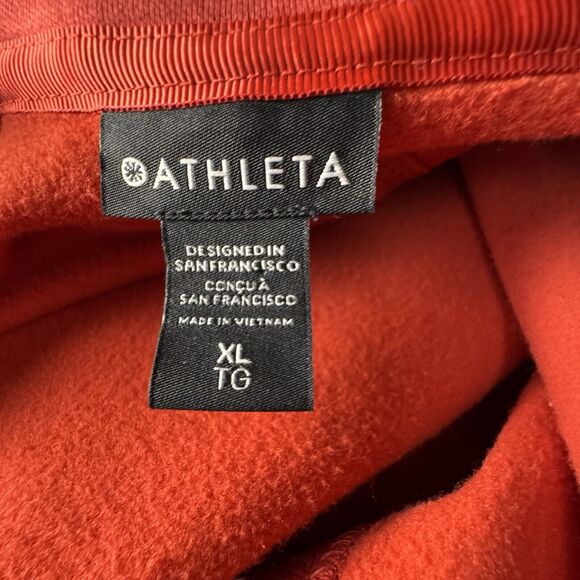 ATHLETA
DESIGNED IN
SAN FRANCISCO
CONÇU À
SAN FRANCISCO
MADE IN VIETNAM
XL
TG